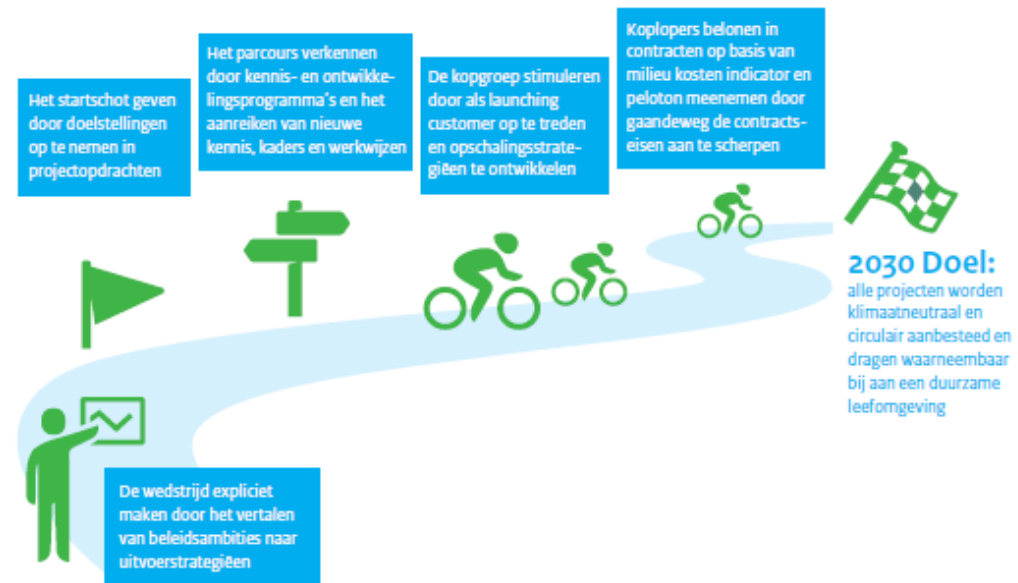 Het startschot geven
door doelstellingen
op te nemen in
projectopdrachten
Het parcours verkennen
door kennis- en ontwikke-
lingsprogramma's en het
aanreiken van nieuwe
kennis, kaders en werkwijzen
De kopgroep stimuleren
door als launching
customer op te treden
en opschalingsstrate-
giëen te ontwikkelen
Koplopers belonen in
contracten op basis van
milieu kosten indicator en
peloton meenemen door
gaandeweg de contracts-
eisen aan te scherpen
2030 Doel:
alle projecten worden
klimaatneutraal en
circulair aanbesteed en
dragen waarneembaar
bij aan een duurzame
leefomgeving
De wedstrijd expliciet
maken door het vertalen
van beleidsambities naar
uitvoerstrategiëen